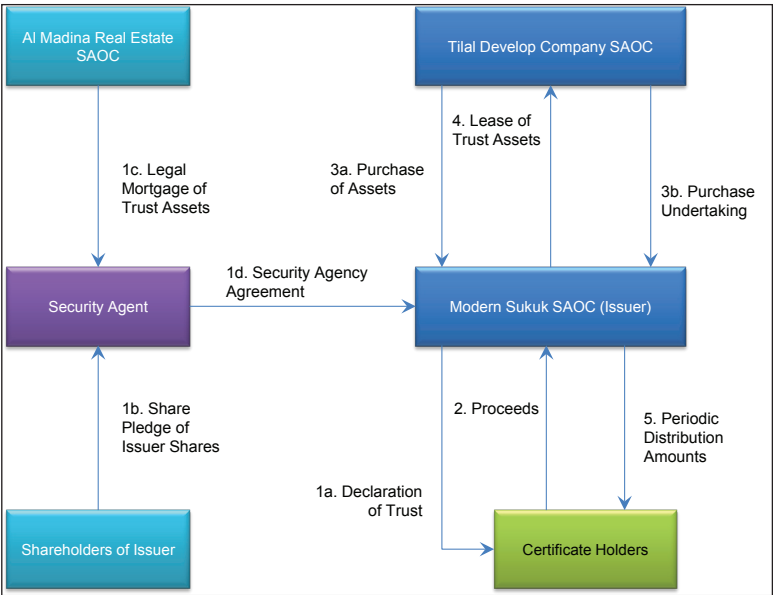 Al Madina Real Estate
SAOC
Tilal Develop Company SAOC
1c. Legal
Mortgage of
Trust Assets
3a. Purchase
of Assets
4. Lease of
Trust Assets
3b. Purchase
Undertaking
Security Agent
1d. Security Agency
Agreement
Modern Sukuk SAOC (Issuer)
1b. Share
Pledge of
Issuer Shares
1a. Declaration
of Trust
2. Proceeds
5. Periodic
Distribution
Amounts
Shareholders of Issuer
Certificate Holders